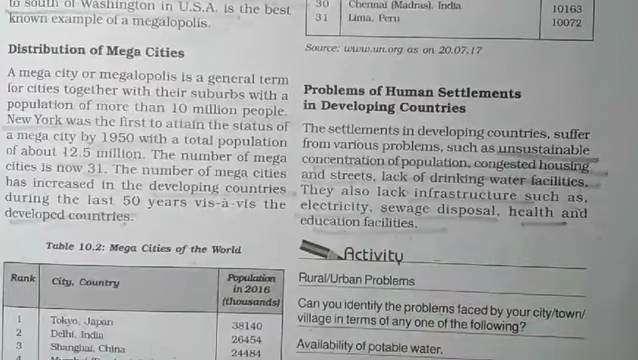 to south of Washington in U.S.A. is the best
known example of a megalopolis.
Distribution of Mega Cities
A mega city or megalopolis is a general term
for cities together with their suburbs with a
population of more than 10 million people.
New York was the first to attain the status of
a mega city by 1950 with a total population
of about 12.5 million. The number of mega
cities is now 31. The number of mega cities
has increased in the developing countries
during the last 50 years vis-à-vis the
developed countries.
Table 10.2: Mega Cities of the World
Rank City, Country Population
in 2016
(thousands)
1 Tokyo, Japan 38140
2 Delhi, India 26454
3 Shanghai, China 24484
4
30 Chennai (Madras), India 10163
31 Lima, Peru 10072
Source: www.un.org as on 20.07.17
Problems of Human Settlements
in Developing Countries
The settlements in developing countries, suffer
from various problems, such as unsustainable
concentration of population, congested housing
and streets, lack of drinking water facilities.
They also lack infrastructure such as,
electricity, sewage disposal, health and
education facilities.
Activity
Rural/Urban Problems
Can you identify the problems faced by your city/town/
village in terms of any one of the following?
Availability of potable water.